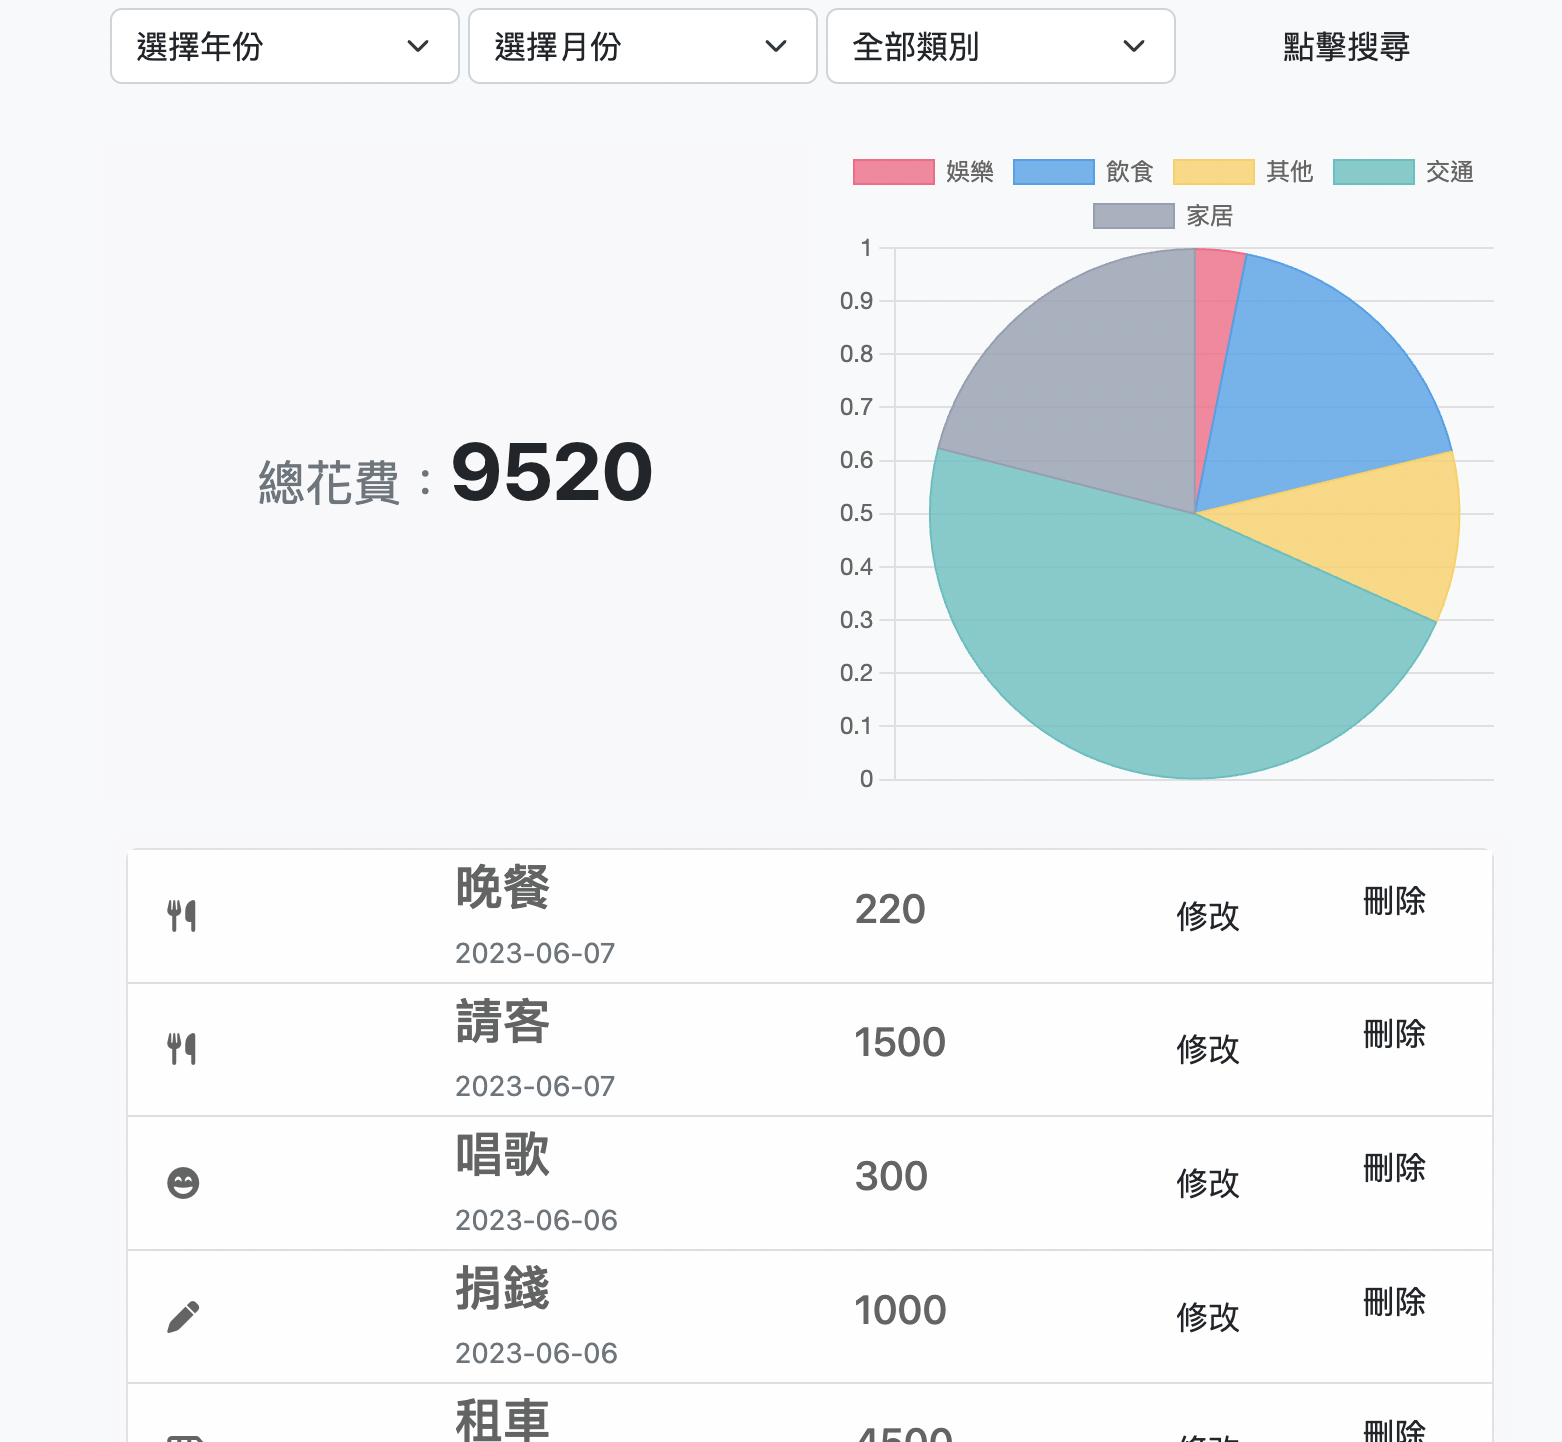 選擇年份 選擇月份 全部類別 點擊搜尋
娛樂 飲食 其他 交通
家居
1
0.9
0.8
0.7
0.6
0.5
0.4
0.3
0.2
0.1
0
總花費：9520
晚餐
2023-06-07
220 修改 刪除
請客
2023-06-07
1500 修改 刪除
唱歌
2023-06-06
300 修改 刪除
捐錢
2023-06-06
1000 修改 刪除
租車
4500 修改 刪除